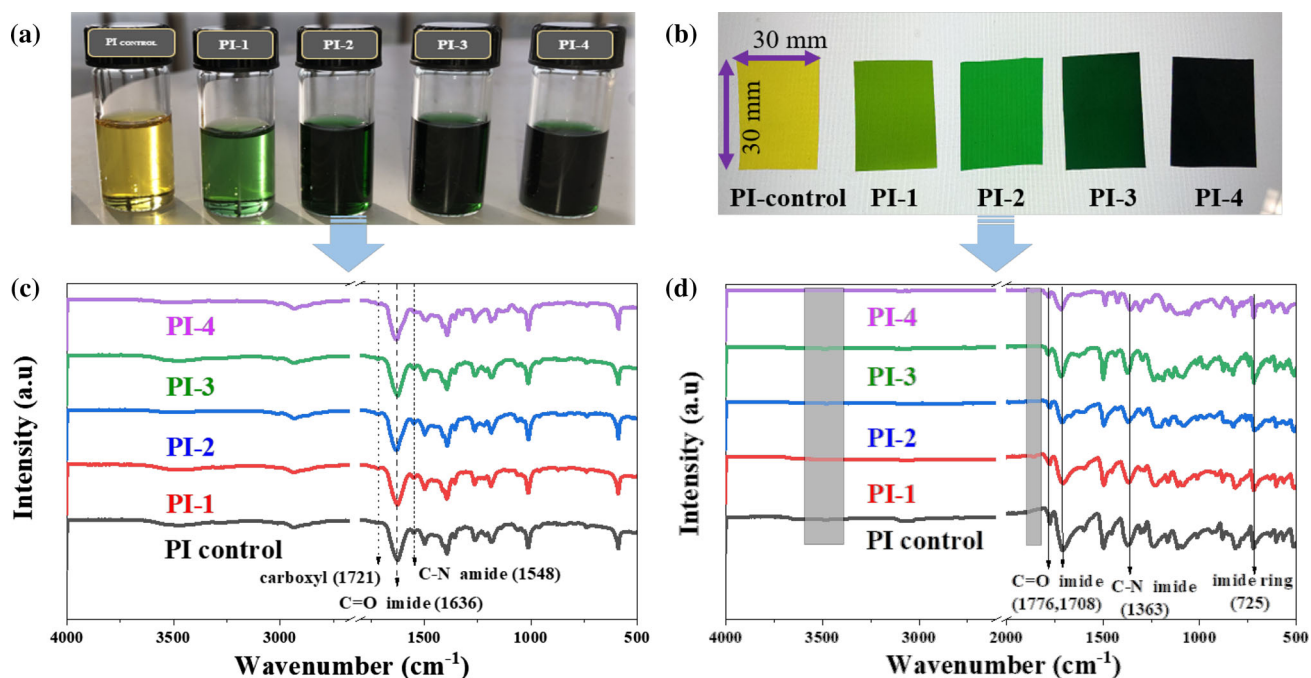 (a)
PI CONTROL
PI-1
PI-2
PI-3
PI-4
(b)
30 mm
30 mm
PI-control
PI-1
PI-2
PI-3
PI-4
(c)
PI-4
PI-3
PI-2
PI-1
PI control
carboxyl (1721)
C-N amide (1548)
C=O imide (1636)
Intensity (a.u)
4000
3000
1500
1000
500
Wavenumber (cm⁻¹)
(d)
PI-4
PI-3
PI-2
PI-1
PI control
C=O imide
(1776,1708)
C-N imide
(1363)
imide ring
(725)
Intensity (a.u)
4000
3500
3000
2000
1500
1000
500
Wavenumber (cm⁻¹)